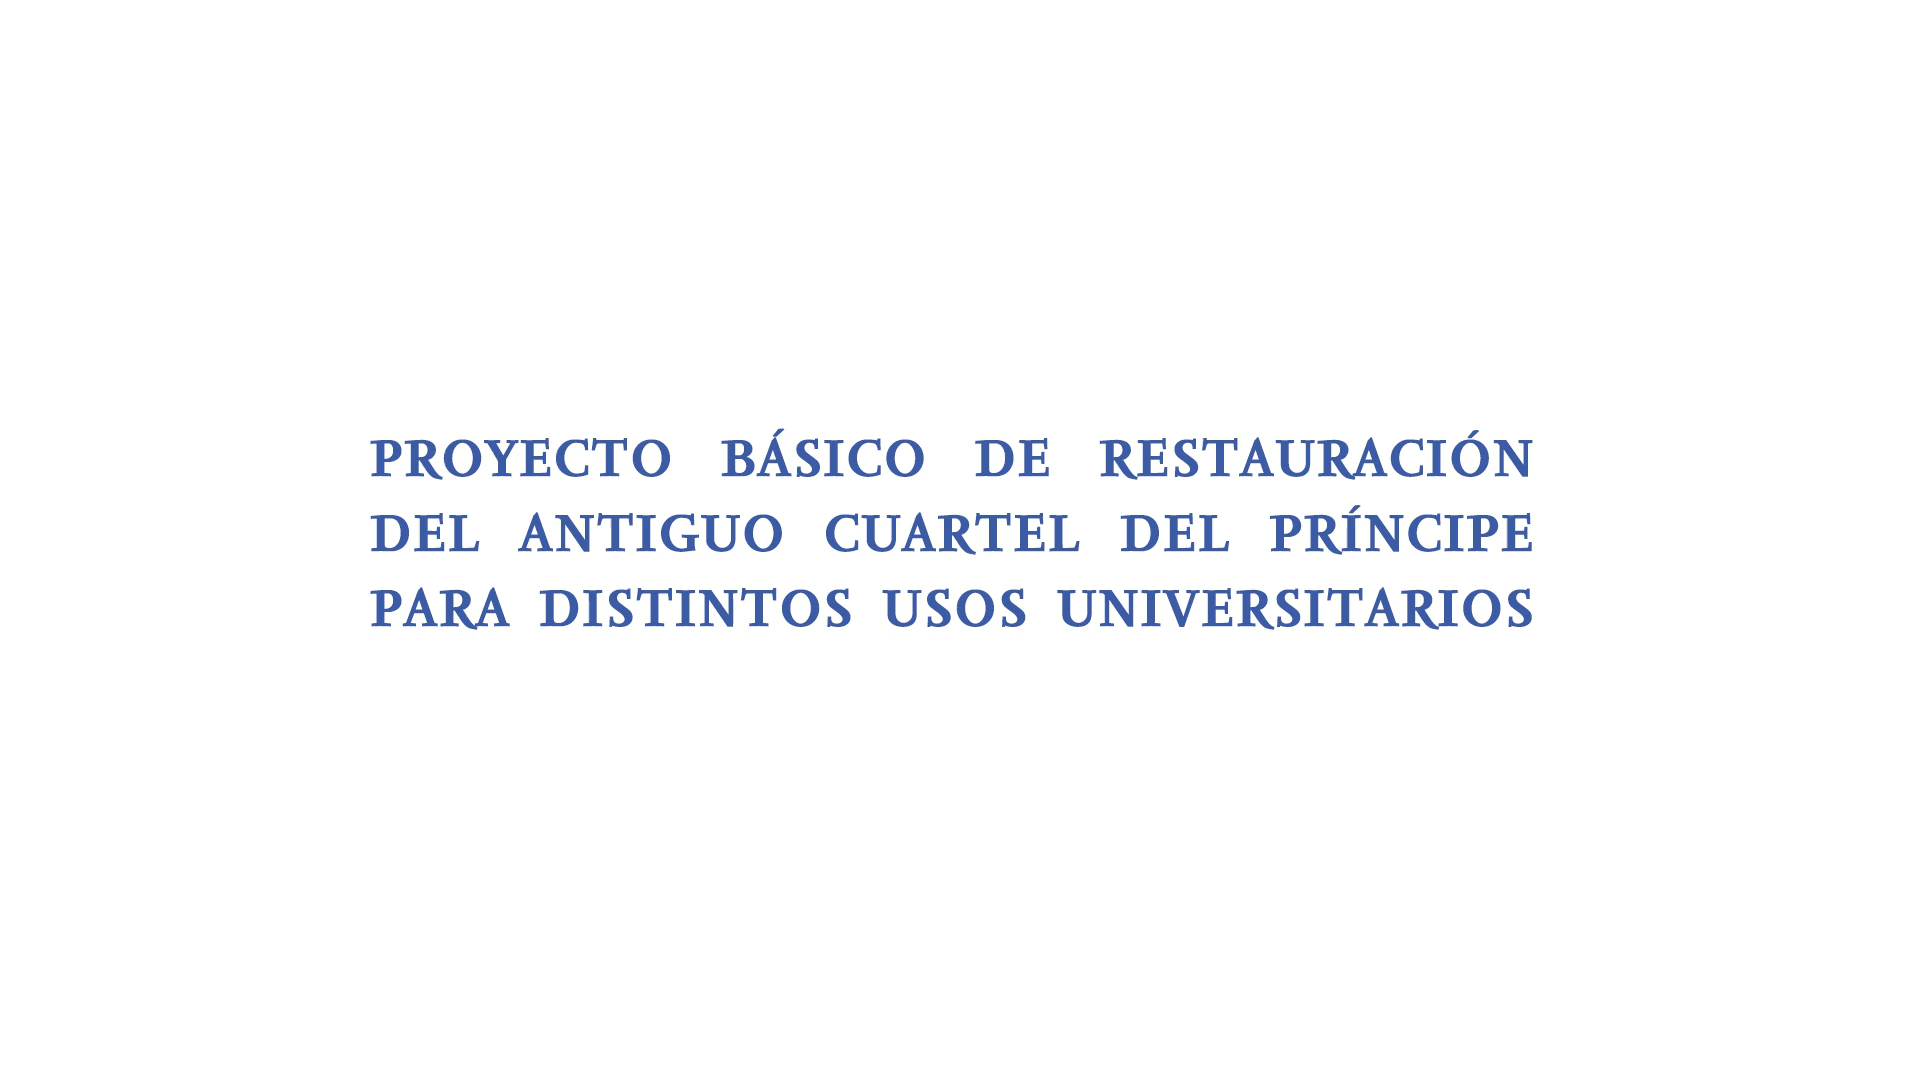 PROYECTO BÁSICO DE RESTAURACIÓN
DEL ANTIGUO CUARTEL DEL PRÍNCIPE
PARA DISTINTOS USOS UNIVERSITARIOS